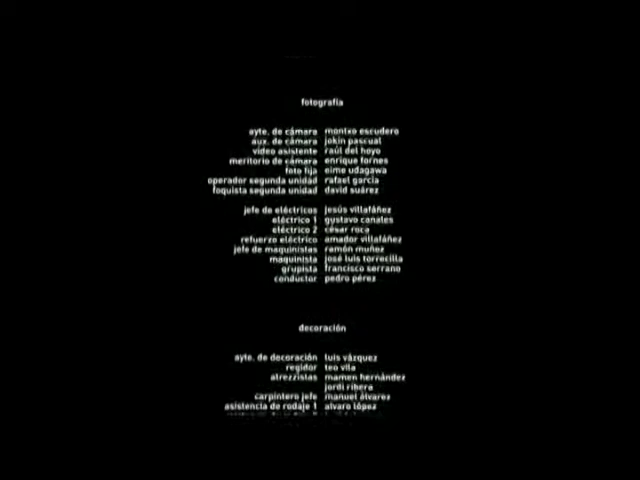 fotografía
ayte. de cámara montxo escudero
aux. de cámara jokin pascual
video asistente raúl del hoyo
meritorio de cámara enrique fornes
foto fija eime udagawa
operador segunda unidad rafael garcía
foquista segunda unidad david suárez
jefe de eléctricos jesús villafáñez
eléctrico 1 gustavo canales
eléctrico 2 césar roca
refuerzo eléctrico amador villafáñez
jefe de maquinistas ramón muñez
maquinista josé luis torrecilla
grupista francisco serrano
conductor pedro pérez
decoración
ayte. de decoración luis vázquez
regidor teo vila
atrezzistas mamen hernández
jordi ribera
carpintero jefe manuel álvarez
asistencia de rodaje 1 alvaro lópez